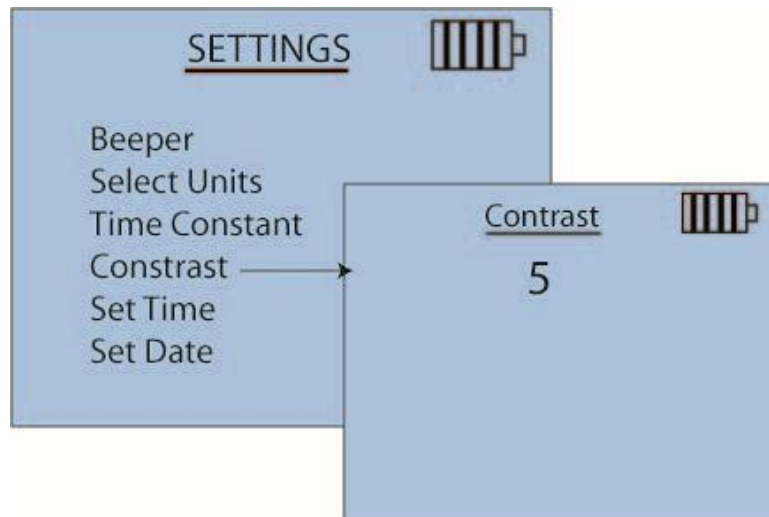 SETTINGS
Beeper
Select Units
Time Constant
Constrast
Set Time
Set Date
Contrast
5